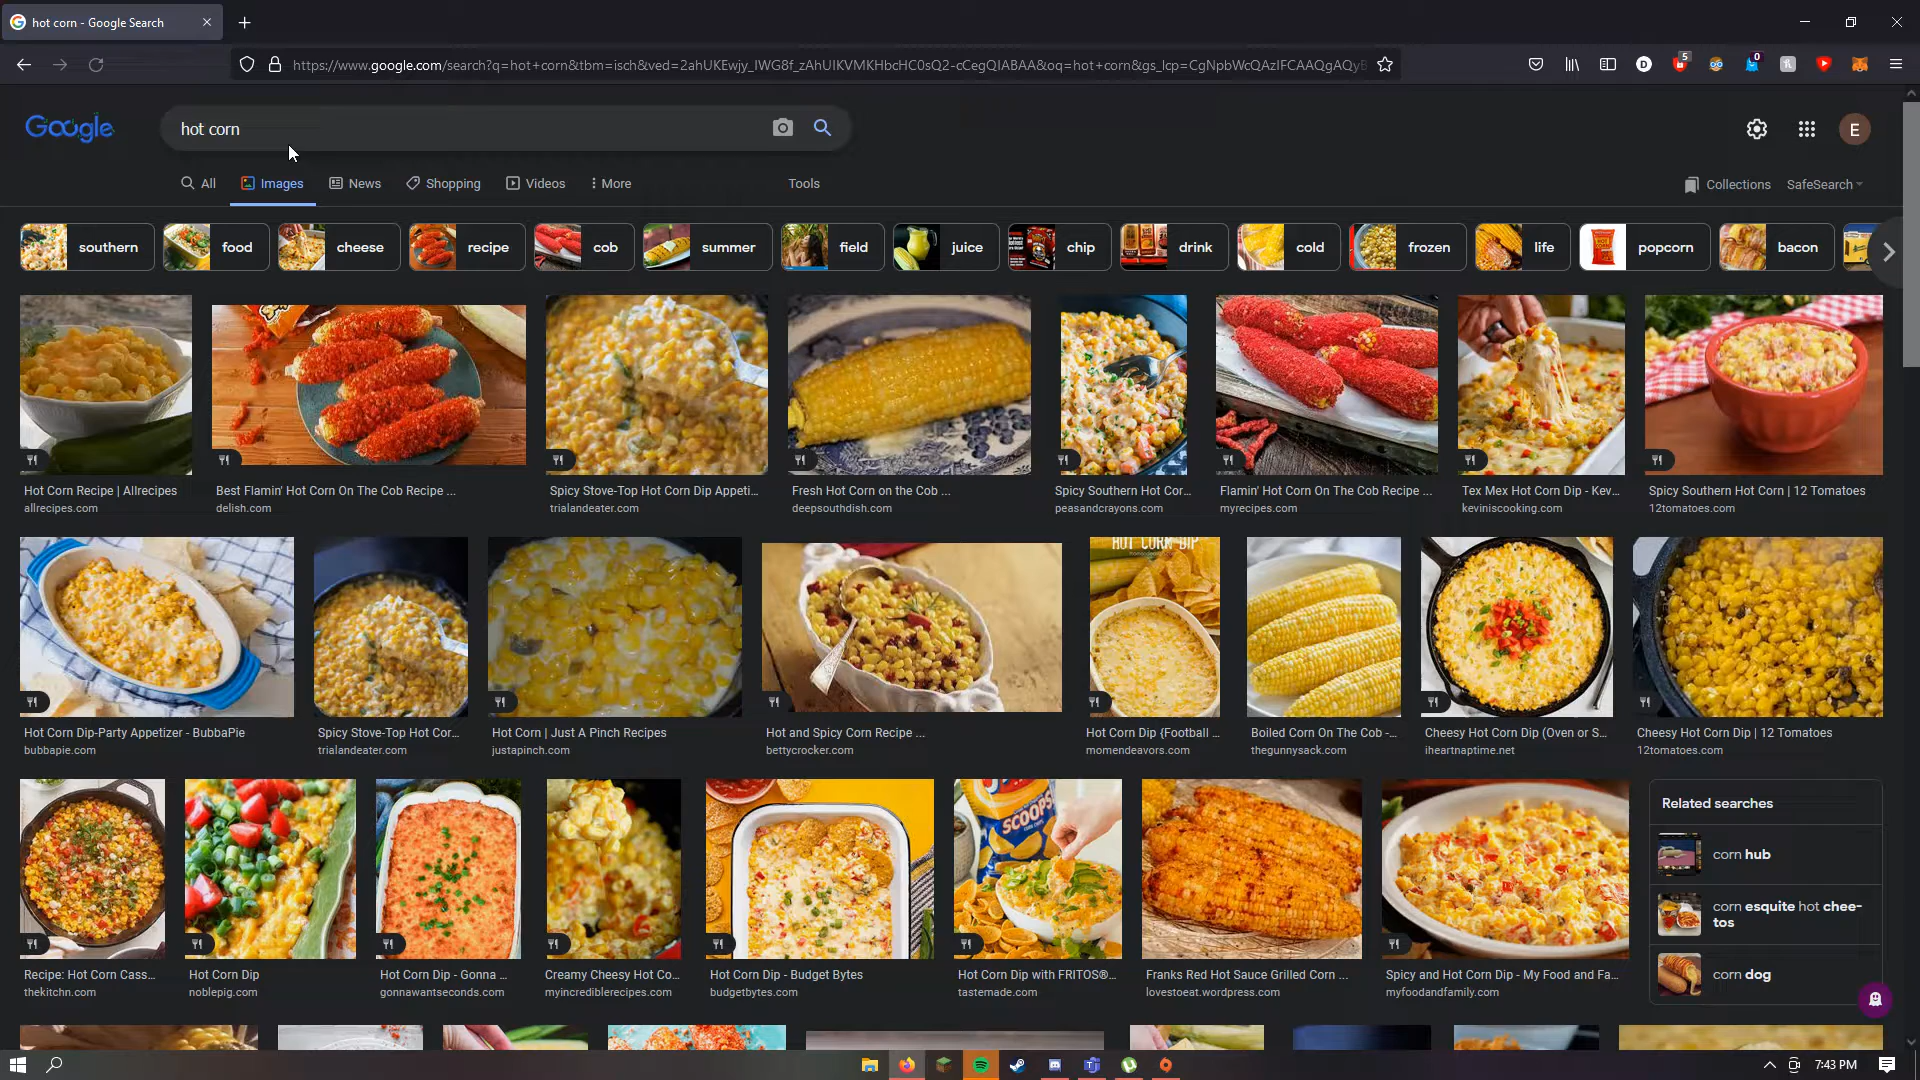 hot corn - Google Search
https://www.google.com/search?q=hot+corn&tbm=isch&ved=2ahUKEwjy_IWG8f_zAhUIKVMKHbcHC0sQ2-cCegQIABAA&oq=hot+corn&gs_lcp=CgNpbWcQAzIFCAAQgAQyB
5
0
Google
hot corn
E
All
Images
News
Shopping
Videos
More
Tools
Collections
SafeSearch
southern
food
cheese
recipe
cob
summer
field
juice
chip
drink
cold
frozen
life
popcorn
bacon
Hot Corn Recipe | Allrecipes
allrecipes.com
Best Flamin' Hot Corn On The Cob Recipe ...
delish.com
Spicy Stove-Top Hot Corn Dip Appeti...
trialandeater.com
Fresh Hot Corn on the Cob ...
deepsouthdish.com
Spicy Southern Hot Cor...
peasandcrayons.com
Flamin' Hot Corn On The Cob Recipe ...
myrecipes.com
Tex Mex Hot Corn Dip - Kev...
keviniscooking.com
Spicy Southern Hot Corn | 12 Tomatoes
12tomatoes.com
HOT CORN DIP
Hot Corn Dip-Party Appetizer - BubbaPie
bubbapie.com
Spicy Stove-Top Hot Cor...
trialandeater.com
Hot Corn | Just A Pinch Recipes
justapinch.com
Hot and Spicy Corn Recipe ...
bettycrocker.com
Hot Corn Dip {Football ...
momendeavors.com
Boiled Corn On The Cob -...
thegunnysack.com
Cheesy Hot Corn Dip (Oven or S...
iheartnaptime.net
Cheesy Hot Corn Dip | 12 Tomatoes
12tomatoes.com
SCOOPS!
Recipe: Hot Corn Cass...
thekitchn.com
Hot Corn Dip
noblepig.com
Hot Corn Dip - Gonna ...
gonnawantseconds.com
Creamy Cheesy Hot Co...
myincrediblerecipes.com
Hot Corn Dip - Budget Bytes
budgetbytes.com
Hot Corn Dip with FRITOS®...
tastemade.com
Franks Red Hot Sauce Grilled Corn ...
lovestoeat.wordpress.com
Spicy and Hot Corn Dip - My Food and Fa...
myfoodandfamily.com
Related searches
corn hub
corn esquite hot chee-
tos
corn dog
7:43 PM